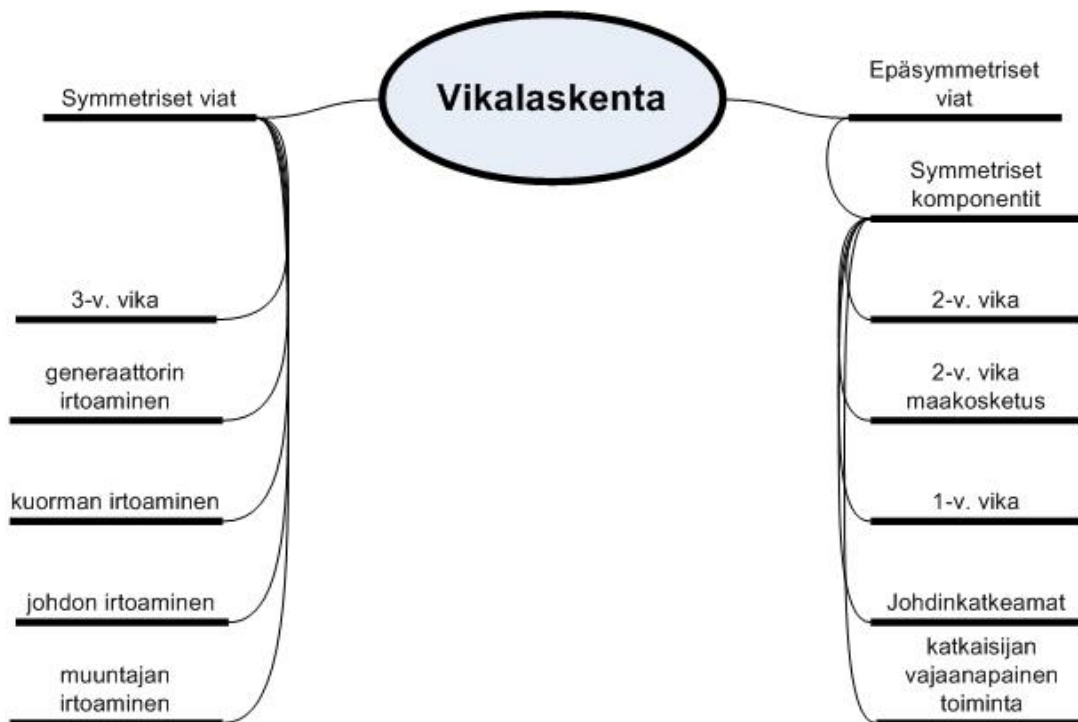 Vikalaskenta
Symmetriset viat
3-v. vika
generaattorin
irtoaminen
kuorman irtoaminen
johdon irtoaminen
muuntajan
irtoaminen
Epäsymmetriset
viat
Symmetriset
komponentit
2-v. vika
2-v. vika
maakosketus
1-v. vika
Johdinkatkeamat
katkaisijan
vajaanapainen
toiminta